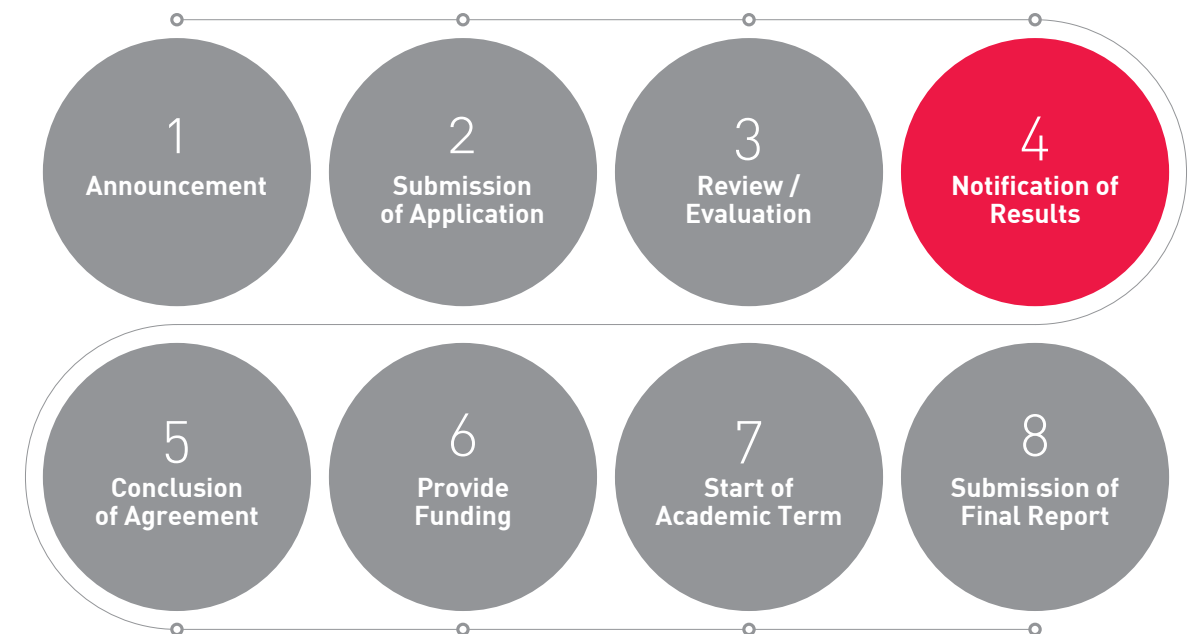 1
Announcement
2
Submission
of Application
3
Review /
Evaluation
4
Notification of
Results
5
Conclusion
of Agreement
6
Provide
Funding
7
Start of
Academic Term
8
Submission of
Final Report